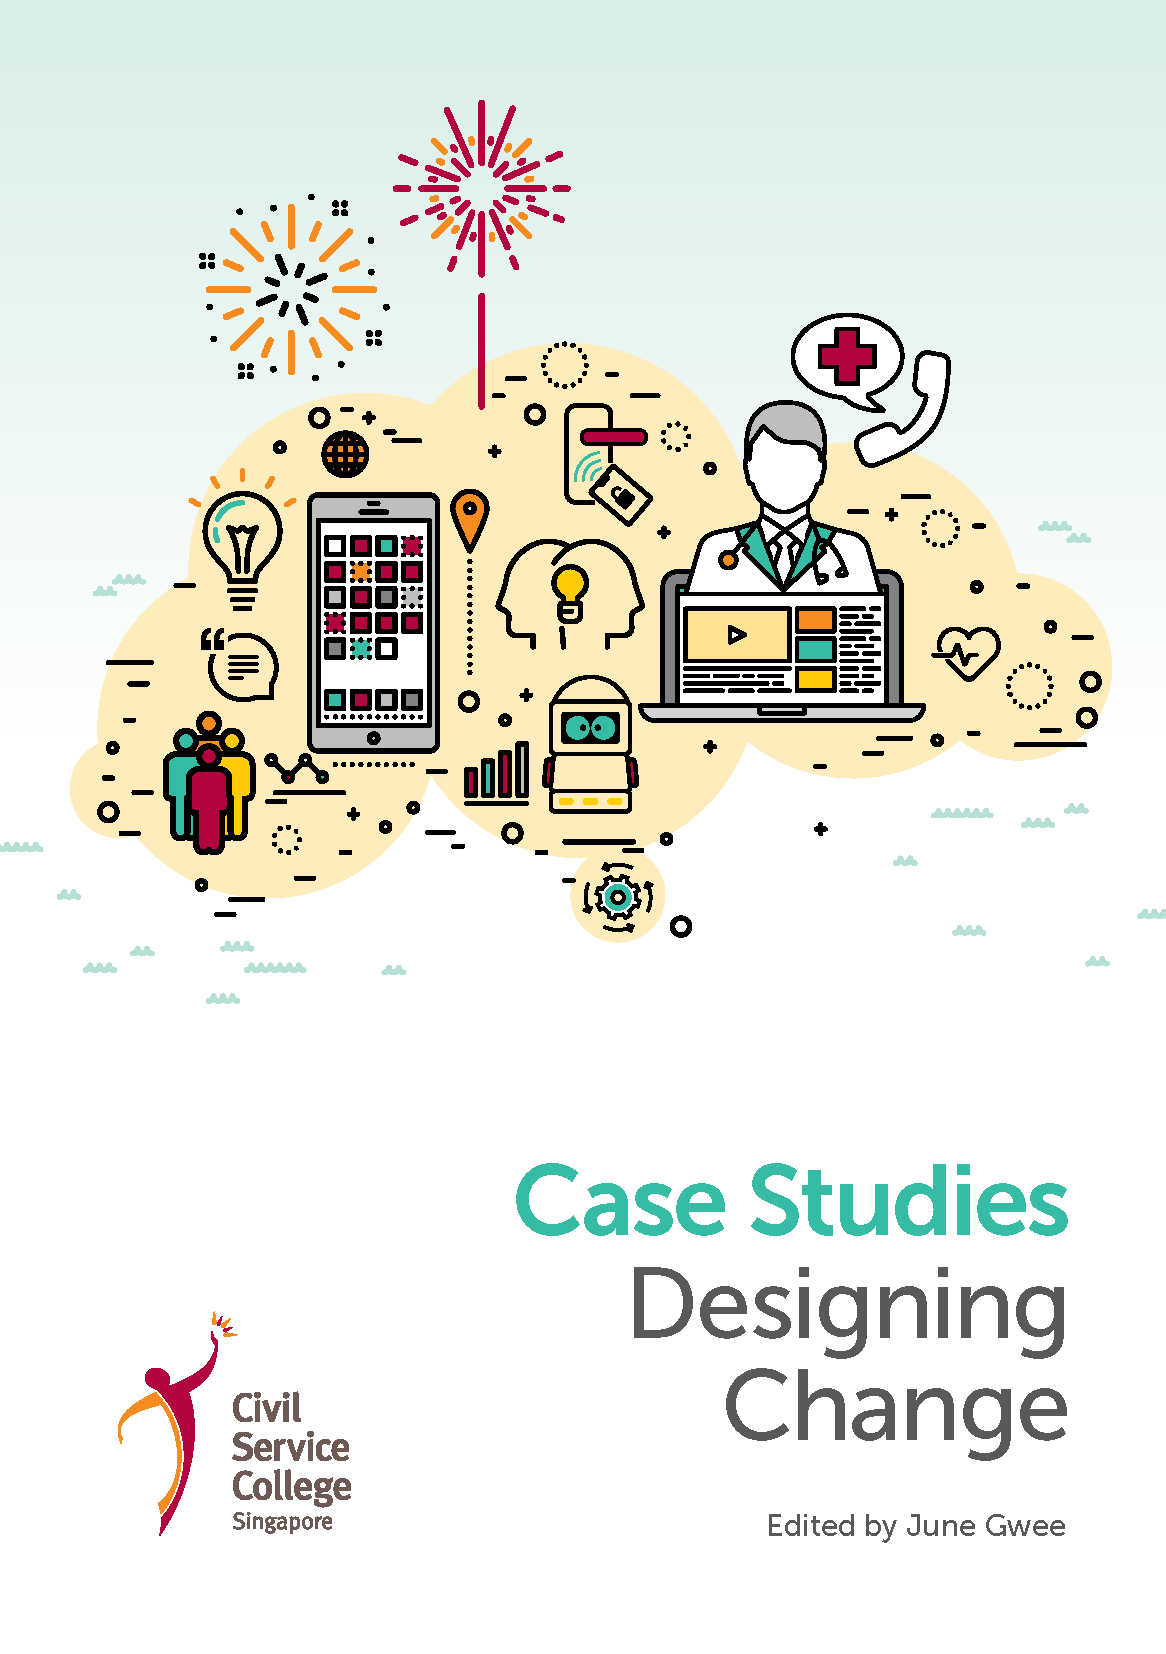 Case Studies
Designing
Change
Civil
Service
College
Singapore
Edited by June Gwee